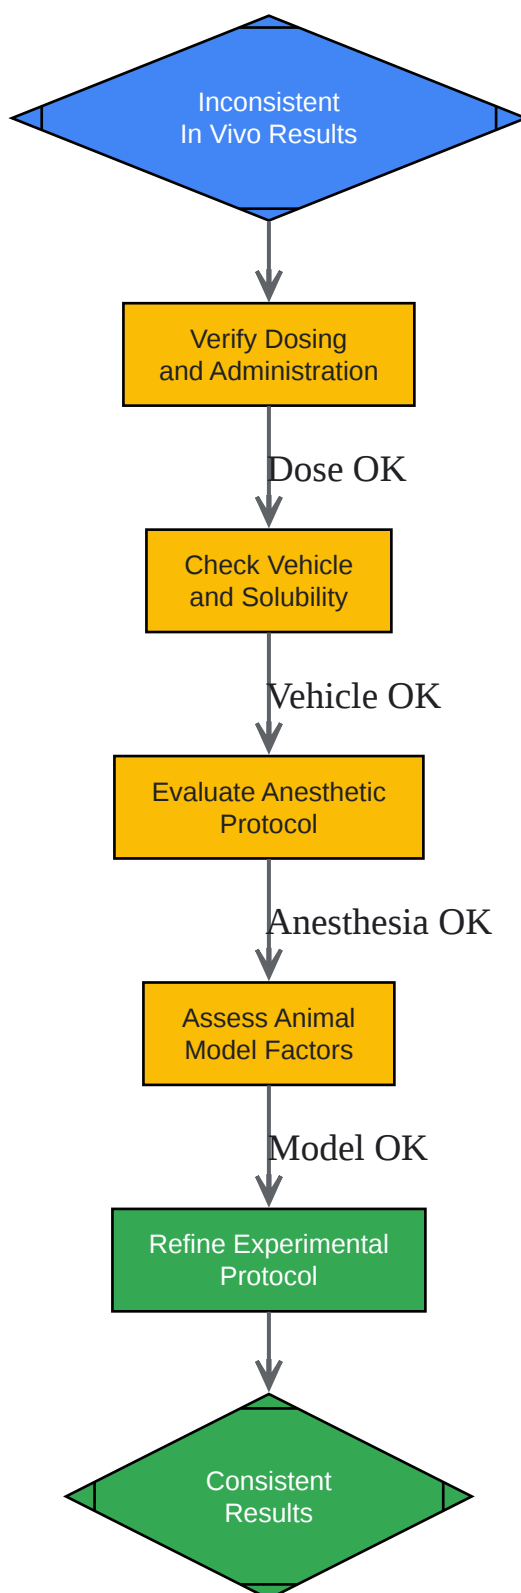 Inconsistent
In Vivo Results
Verify Dosing
and Administration
Dose OK
Check Vehicle
and Solubility
Vehicle OK
Evaluate Anesthetic
Protocol
Anesthesia OK
Assess Animal
Model Factors
Model OK
Refine Experimental
Protocol
Consistent
Results